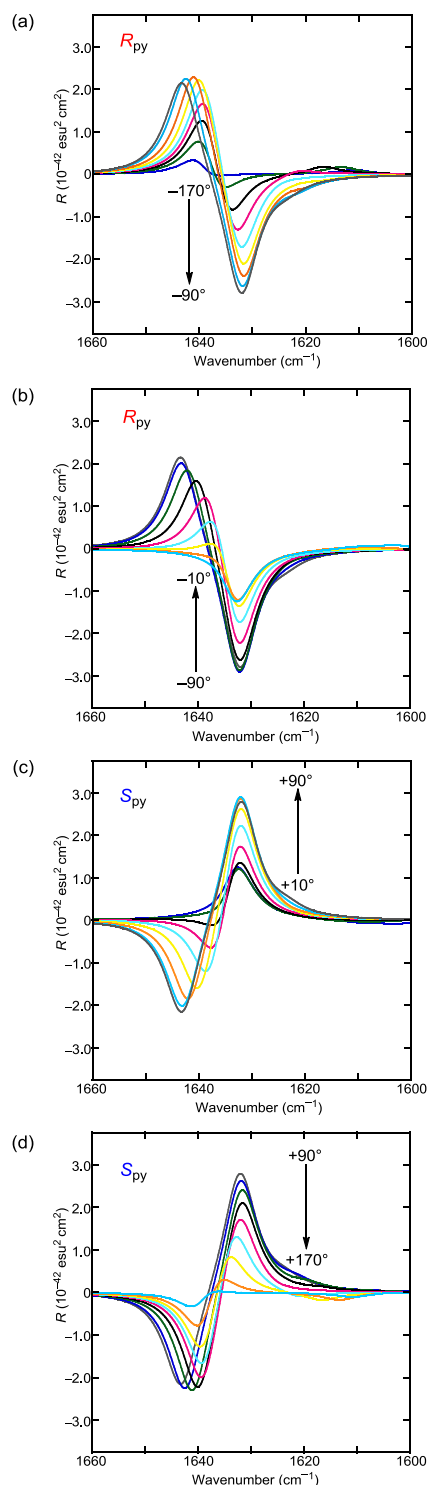 (a)
R_py
R (10⁻⁴² esu² cm²)
3.0
2.0
1.0
0
−1.0
−2.0
−3.0
−170°
−90°
1660 1640 1620 1600
Wavenumber (cm⁻¹)
(b)
R_py
R (10⁻⁴² esu² cm²)
3.0
2.0
1.0
0
−1.0
−2.0
−3.0
−10°
−90°
1660 1640 1620 1600
Wavenumber (cm⁻¹)
(c)
S_py
R (10⁻⁴² esu² cm²)
3.0
2.0
1.0
0
−1.0
−2.0
−3.0
+90°
+10°
1660 1640 1620 1600
Wavenumber (cm⁻¹)
(d)
S_py
R (10⁻⁴² esu² cm²)
3.0
2.0
1.0
0
−1.0
−2.0
−3.0
+90°
+170°
1660 1640 1620 1600
Wavenumber (cm⁻¹)